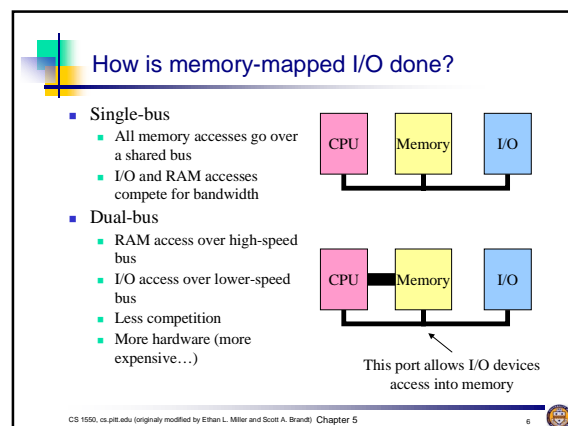 How is memory-mapped I/O done?
Single-bus
All memory accesses go over
a shared bus
I/O and RAM accesses
compete for bandwidth
Dual-bus
RAM access over high-speed
bus
I/O access over lower-speed
bus
Less competition
More hardware (more
expensive…)
CPU
Memory
I/O
CPU
Memory
I/O
This port allows I/O devices
access into memory
CS 1550, cs.pitt.edu (originaly modified by Ethan L. Miller and Scott A. Brandt) Chapter 5
6